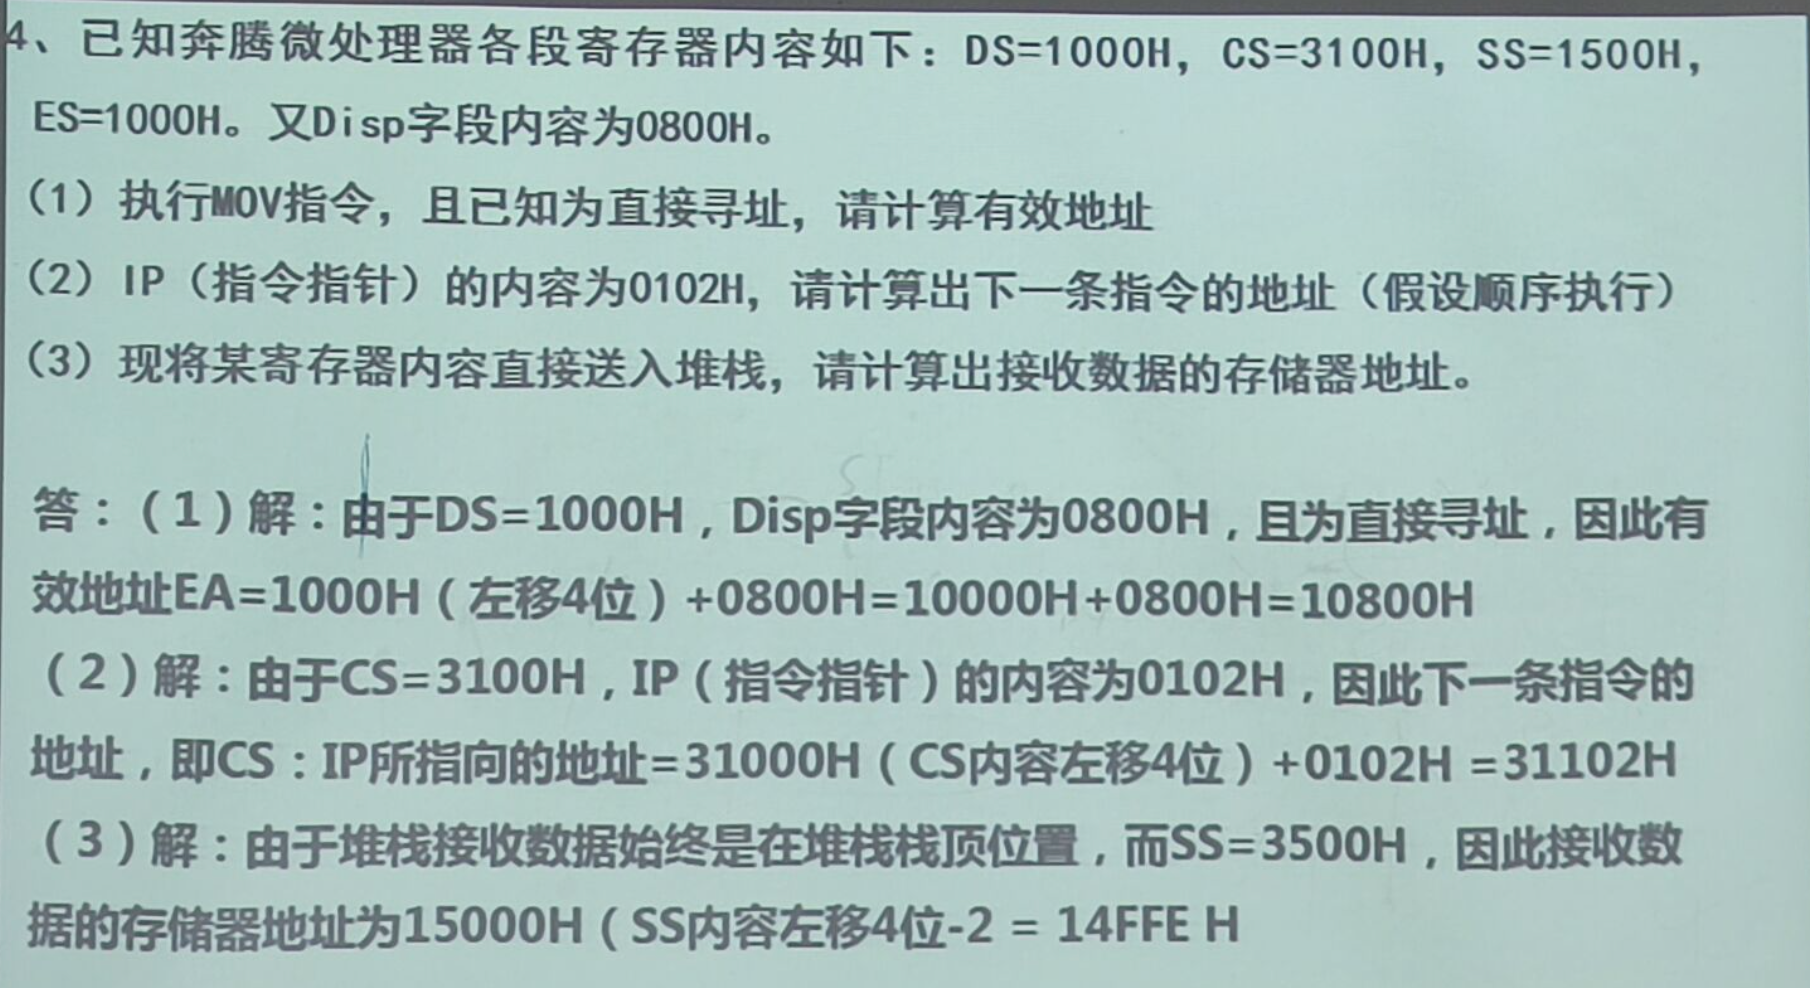 4、已知奔腾微处理器各段寄存器内容如下：DS=1000H，CS=3100H，SS=1500H，
ES=1000H。又Disp字段内容为0800H。
（1）执行MOV指令，且已知为直接寻址，请计算有效地址
（2）IP（指令指针）的内容为0102H，请计算出下一条指令的地址（假设顺序执行）
（3）现将某寄存器内容直接送入堆栈，请计算出接收数据的存储器地址。
答：（1）解：由于DS=1000H，Disp字段内容为0800H，且为直接寻址，因此有
效地址EA=1000H（左移4位）+0800H=10000H+0800H=10800H
（2）解：由于CS=3100H，IP（指令指针）的内容为0102H，因此下一条指令的
地址，即CS：IP所指向的地址=31000H（CS内容左移4位）+0102H =31102H
（3）解：由于堆栈接收数据始终是在堆栈栈顶位置，而SS=3500H，因此接收数
据的存储器地址为15000H（SS内容左移4位-2 = 14FFE H